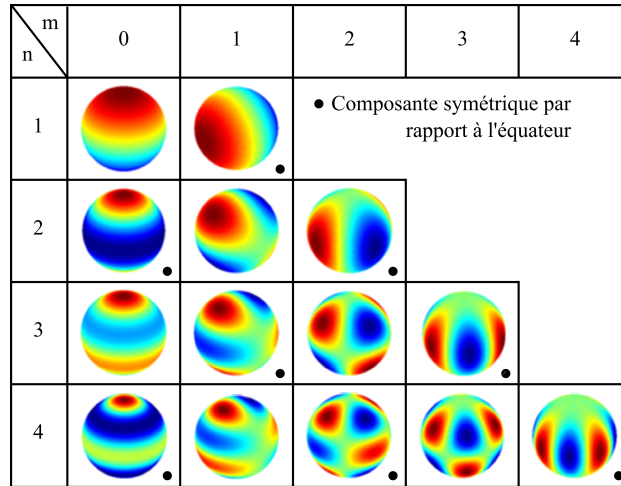 m
n
0 1 2 3 4
1
● Composante symétrique par
rapport à l'équateur
2
3
4